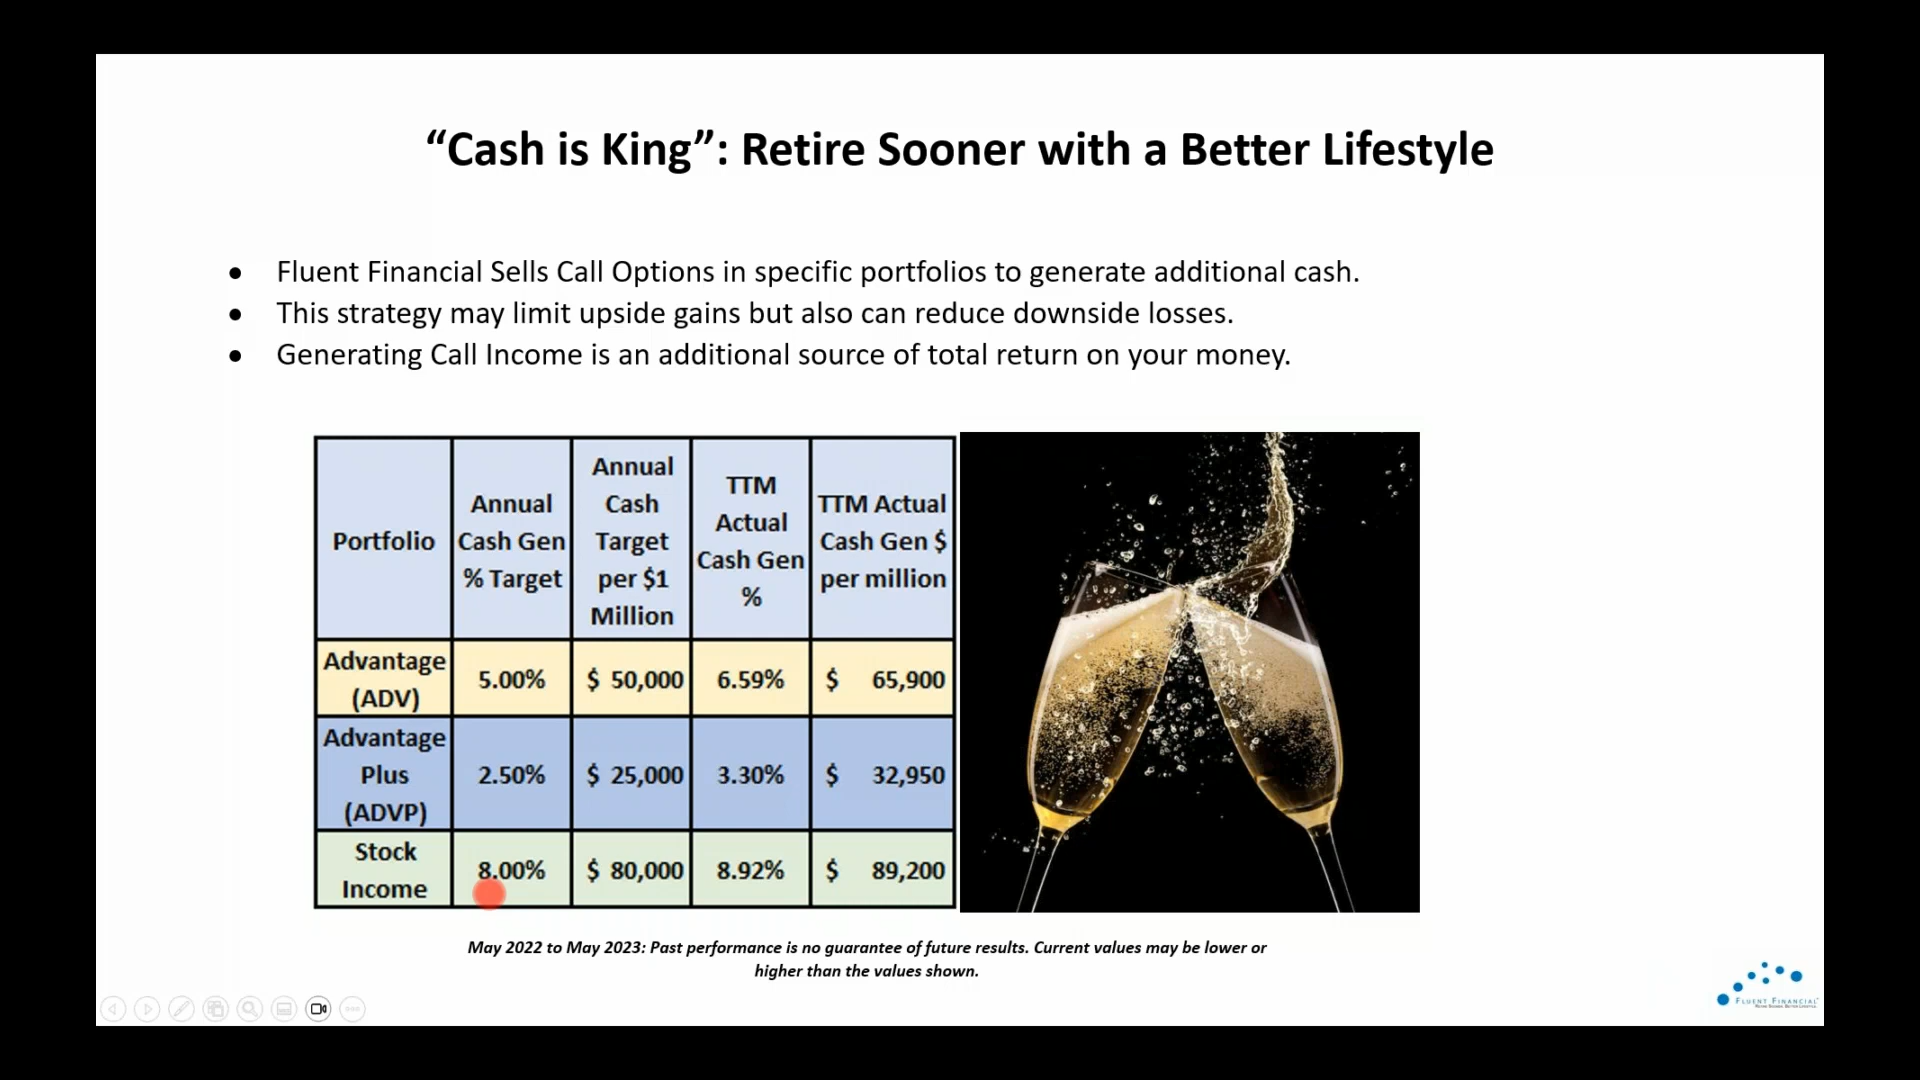 “Cash is King”: Retire Sooner with a Better Lifestyle
● Fluent Financial Sells Call Options in specific portfolios to generate additional cash.
● This strategy may limit upside gains but also can reduce downside losses.
● Generating Call Income is an additional source of total return on your money.
Portfolio
Annual
Cash Gen
% Target
Annual
Cash
Target
per $1
Million
TTM
Actual
Cash Gen
%
TTM Actual
Cash Gen $
per million
Advantage
(ADV)
5.00%
$ 50,000
6.59%
$ 65,900
Advantage
Plus
(ADVP)
2.50%
$ 25,000
3.30%
$ 32,950
Stock
Income
8.00%
$ 80,000
8.92%
$ 89,200
May 2022 to May 2023: Past performance is no guarantee of future results. Current values may be lower or
higher than the values shown.
FLUENT FINANCIAL